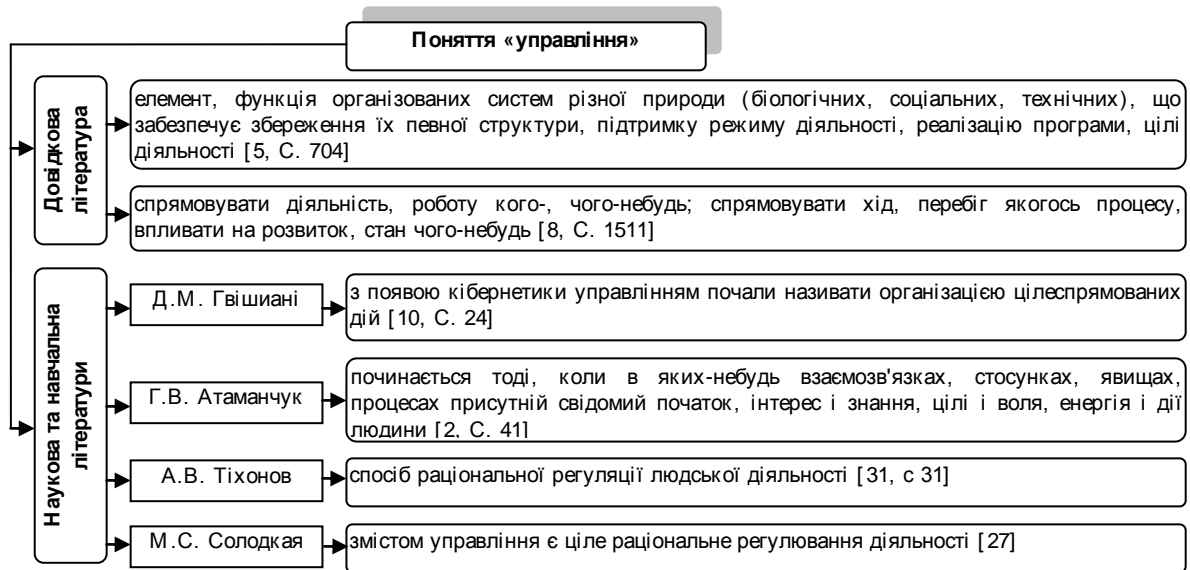 Поняття «управління»
Довідкова
література
елемент, функція організованих систем різної природи (біологічних, соціальних, технічних), що
забезпечує збереження їх певної структури, підтримку режиму діяльності, реалізацію програми, цілі
діяльності [5, С. 704]
спрямовувати діяльність, роботу кого-, чого-небудь; спрямовувати хід, перебіг якогось процесу,
впливати на розвиток, стан чого-небудь [8, С. 1511]
Наукова та навчальна
літератури
Д.М. Гвішиані
з появою кібернетики управлінням почали називати організацією цілеспрямованих
дій [10, С. 24]
Г.В. Атаманчук
починається тоді, коли в яких-небудь взаємозв'язках, стосунках, явищах,
процесах присутній свідомий початок, інтерес і знання, цілі і воля, енергія і дії
людини [2, С. 41]
А.В. Тіхонов
спосіб раціональної регуляції людської діяльності [31, с 31]
М.С. Солодкая
змістом управління є ціле раціональне регулювання діяльності [27]